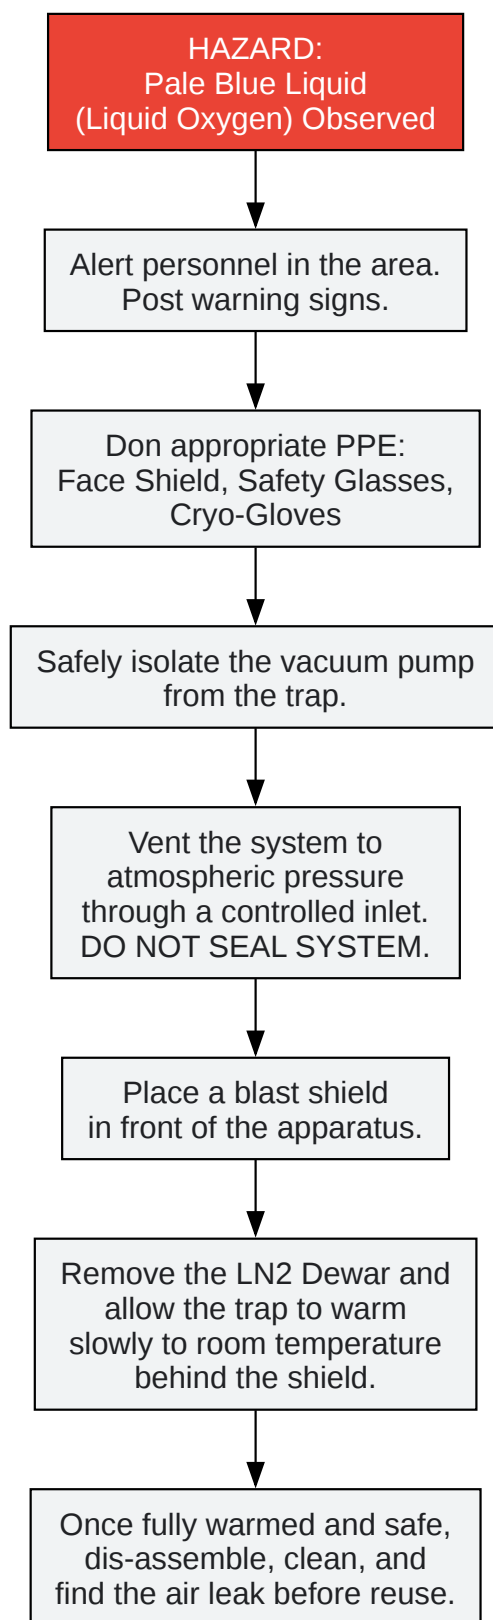 HAZARD:
Pale Blue Liquid
(Liquid Oxygen) Observed
Alert personnel in the area.
Post warning signs.
Don appropriate PPE:
Face Shield, Safety Glasses,
Cryo-Gloves
Safely isolate the vacuum pump
from the trap.
Vent the system to
atmospheric pressure
through a controlled inlet.
DO NOT SEAL SYSTEM.
Place a blast shield
in front of the apparatus.
Remove the LN2 Dewar and
allow the trap to warm
slowly to room temperature
behind the shield.
Once fully warmed and safe,
dis-assemble, clean, and
find the air leak before reuse.